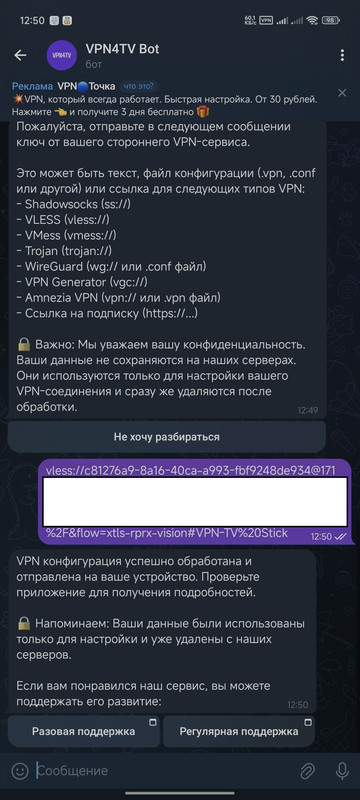 12:50
60.1 К/С
VPN
98
VPN4TV
VPN4TV Bot
бот
Реклама VPN🔵Точка что это?
💥VPN, который всегда работает. Быстрая настройка. От 30 рублей.
Нажмите 👈 и получите 3 дня бесплатно 🎁
Пожалуйста, отправьте в следующем сообщении
ключ от вашего стороннего VPN-сервиса.
Это может быть текст, файл конфигурации (.vpn, .conf
или другой) или ссылка для следующих типов VPN:
- Shadowsocks (ss://)
- VLESS (vless://)
- VMess (vmess://)
- Trojan (trojan://)
- WireGuard (wg:// или .conf файл)
- VPN Generator (vgc://)
- Amnezia VPN (vpn:// или .vpn файл)
- Ссылка на подписку (https://...)
🔒 Важно: Мы уважаем вашу конфиденциальность.
Ваши данные не сохраняются на наших серверах.
Они используются только для настройки вашего
VPN-соединения и сразу же удаляются после
обработки.
12:49
Не хочу разбираться
vless://c81276a9-8a16-40ca-a993-fbf9248de934@171
%2F&flow=xtls-rprx-vision#VPN-TV%20Stick
12:50
VPN конфигурация успешно обработана и
отправлена на ваше устройство. Проверьте
приложение для получения подробностей.
🔒 Напоминаем: Ваши данные были использованы
только для настройки и уже удалены с наших
серверов.
Если вам понравился наш сервис, вы можете
поддержать его развитие:
12:50
Разовая поддержка
Регулярная поддержка
Сообщение